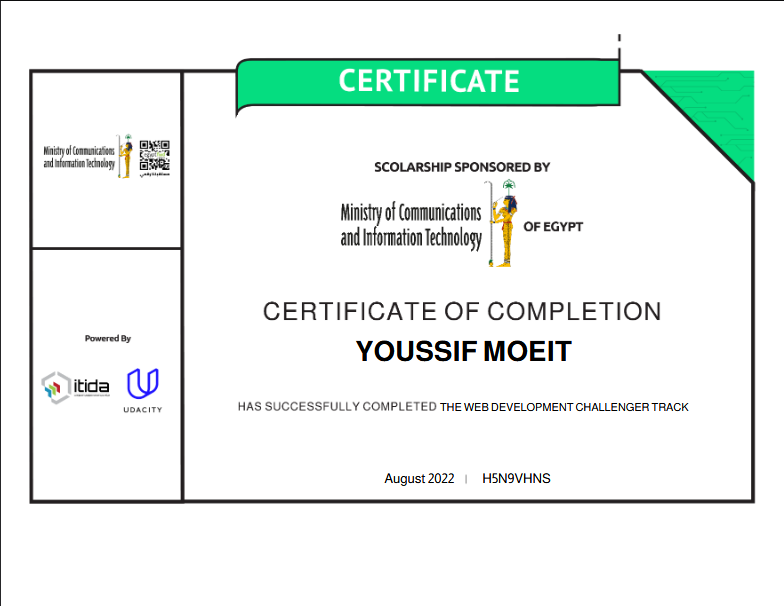 CERTIFICATE
Ministry of Communications
and Information Technology
SCOLARSHIP SPONSORED BY
Ministry of Communications
and Information Technology
OF EGYPT
CERTIFICATE OF COMPLETION
YOUSSIF MOEIT
HAS SUCCESSFULLY COMPLETED THE WEB DEVELOPMENT CHALLENGER TRACK
August 2022 | H5N9VHNS
Powered By
itida
UDACITY